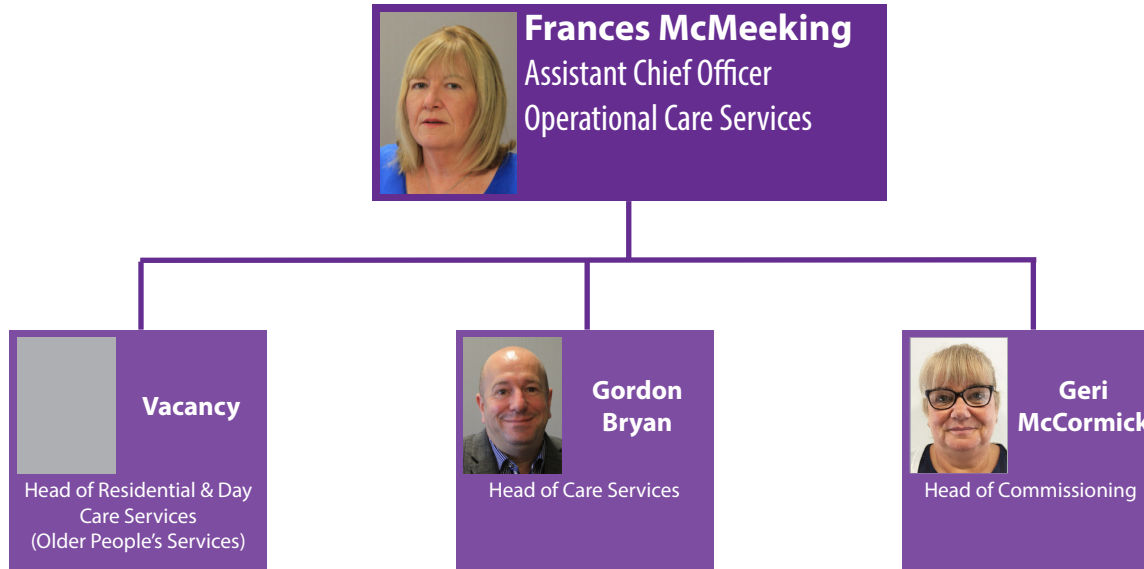 Frances McMeeking
Assistant Chief Officer
Operational Care Services
Vacancy
Head of Residential & Day
Care Services
(Older People's Services)
Gordon
Bryan
Head of Care Services
Geri
McCormick
Head of Commissioning